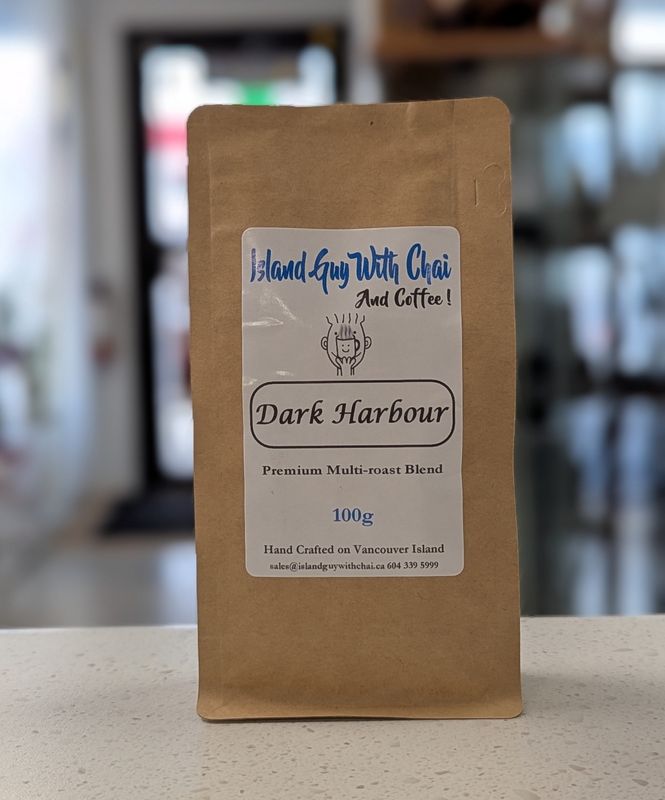 Island Guy With Chai
And Coffee!
Dark Harbour
Premium Multi-roast Blend
100g
Hand Crafted on Vancouver Island
sales@islandguywithchai.ca 604 339 5999